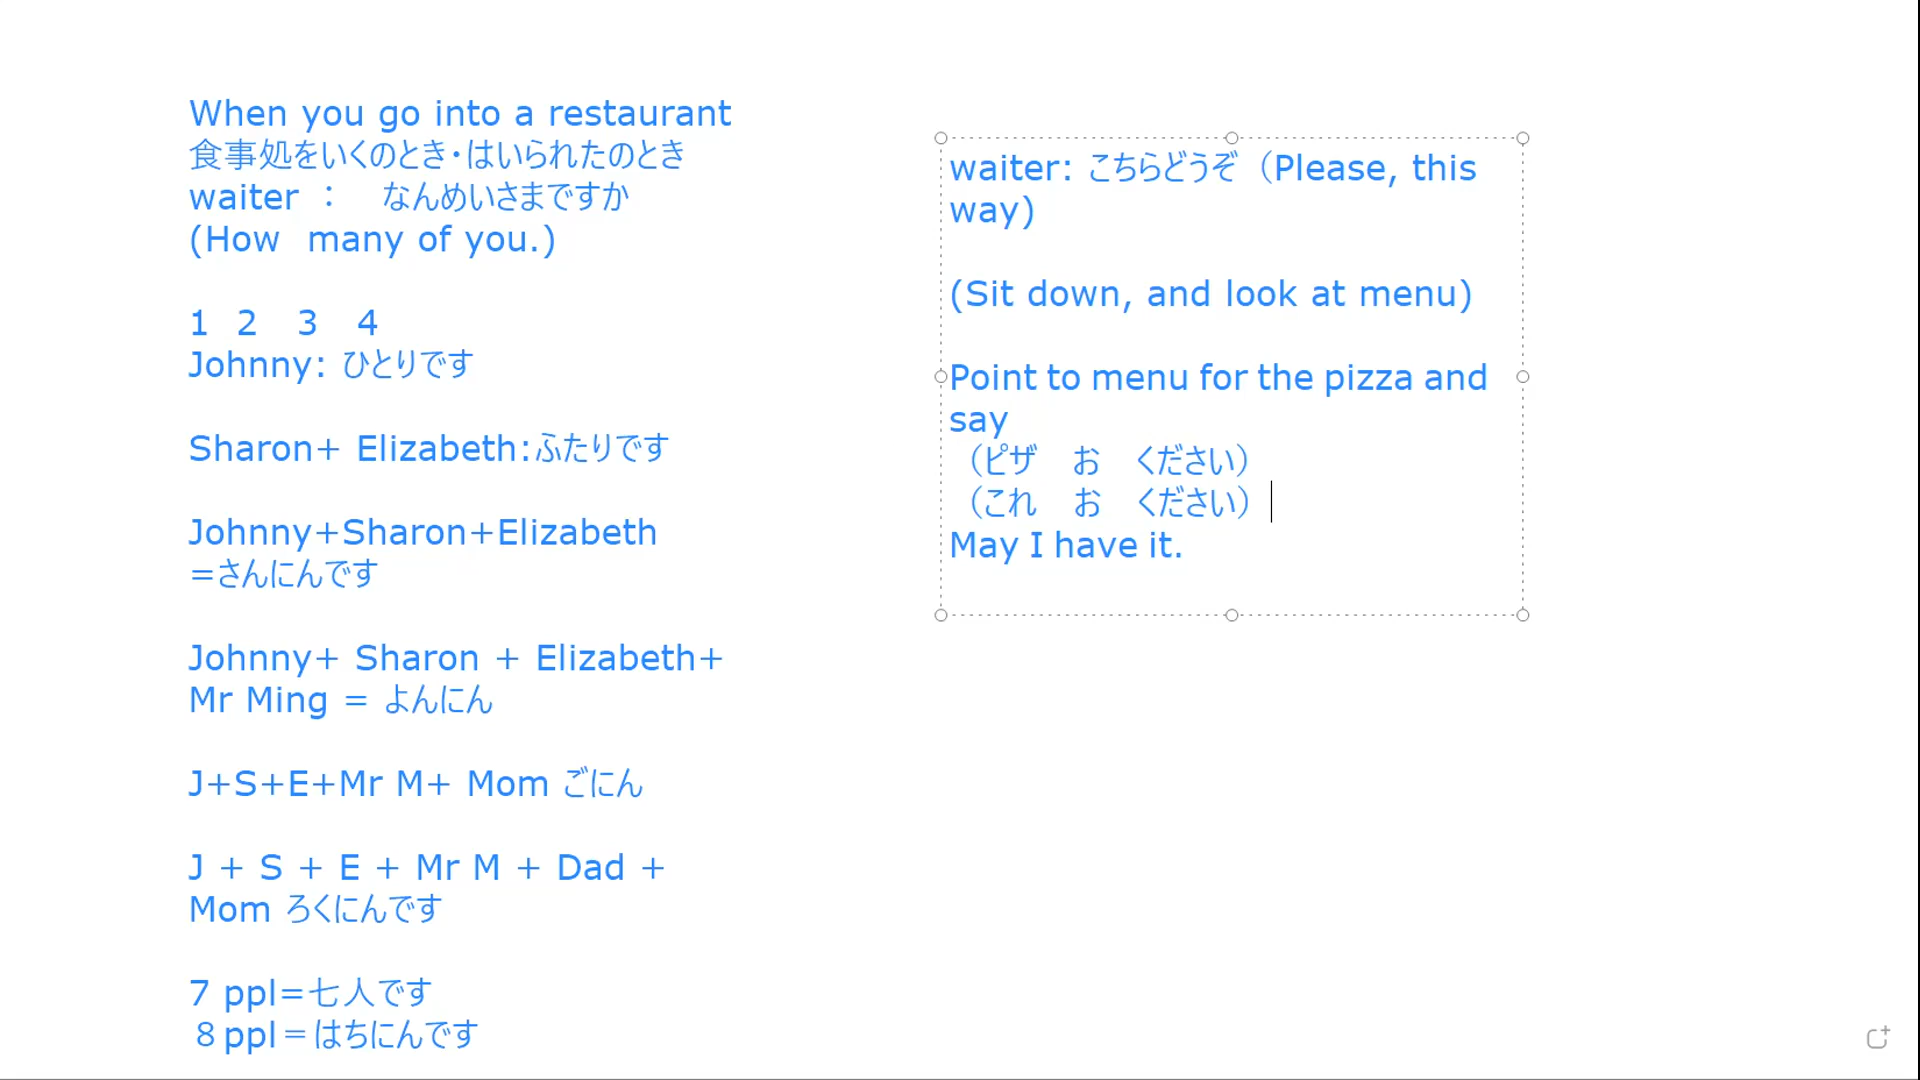 When you go into a restaurant
食事処をいくのとき・はいられたのとき
waiter ： なんめいさまですか
(How many of you.)
1 2 3 4
Johnny: ひとりです
Sharon+ Elizabeth:ふたりです
Johnny+Sharon+Elizabeth
=さんにんです
Johnny+ Sharon + Elizabeth+
Mr Ming = よんにん
J+S+E+Mr M+ Mom ごにん
J + S + E + Mr M + Dad +
Mom ろくにんです
7 ppl=七人です
８ppl＝はちにんです
waiter: こちらどうぞ（Please, this
way)
(Sit down, and look at menu)
Point to menu for the pizza and
say
（ピザ　お　ください）
（これ　お　ください）
May I have it.